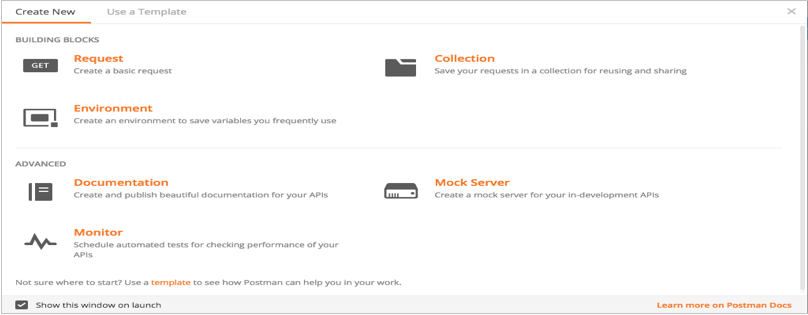 Create New
Use a Template
BUILDING BLOCKS
GET
Request
Create a basic request
Collection
Save your requests in a collection for reusing and sharing
Environment
Create an environment to save variables you frequently use
ADVANCED
Documentation
Create and publish beautiful documentation for your APIs
Mock Server
Create a mock server for your in-development APIs
Monitor
Schedule automated tests for checking performance of your
APIs
Not sure where to start? Use a template to see how Postman can help you in your work.
Show this window on launch
Learn more on Postman Docs